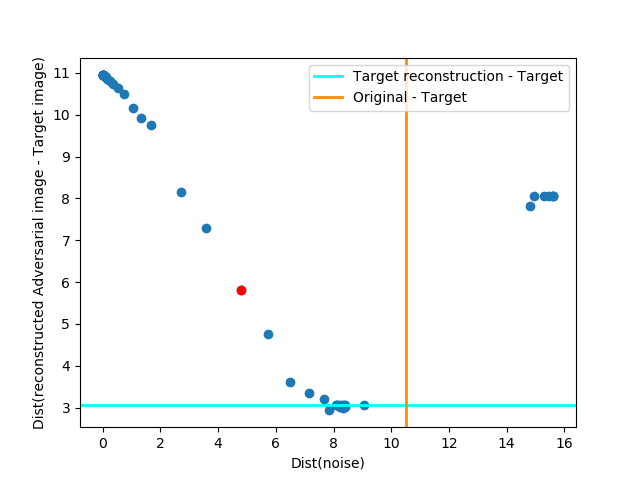 Target reconstruction - Target
Original - Target
Dist(reconstructed Adversarial image - Target image)
11
10
9
8
7
6
5
4
3
0 2 4 6 8 10 12 14 16
Dist(noise)